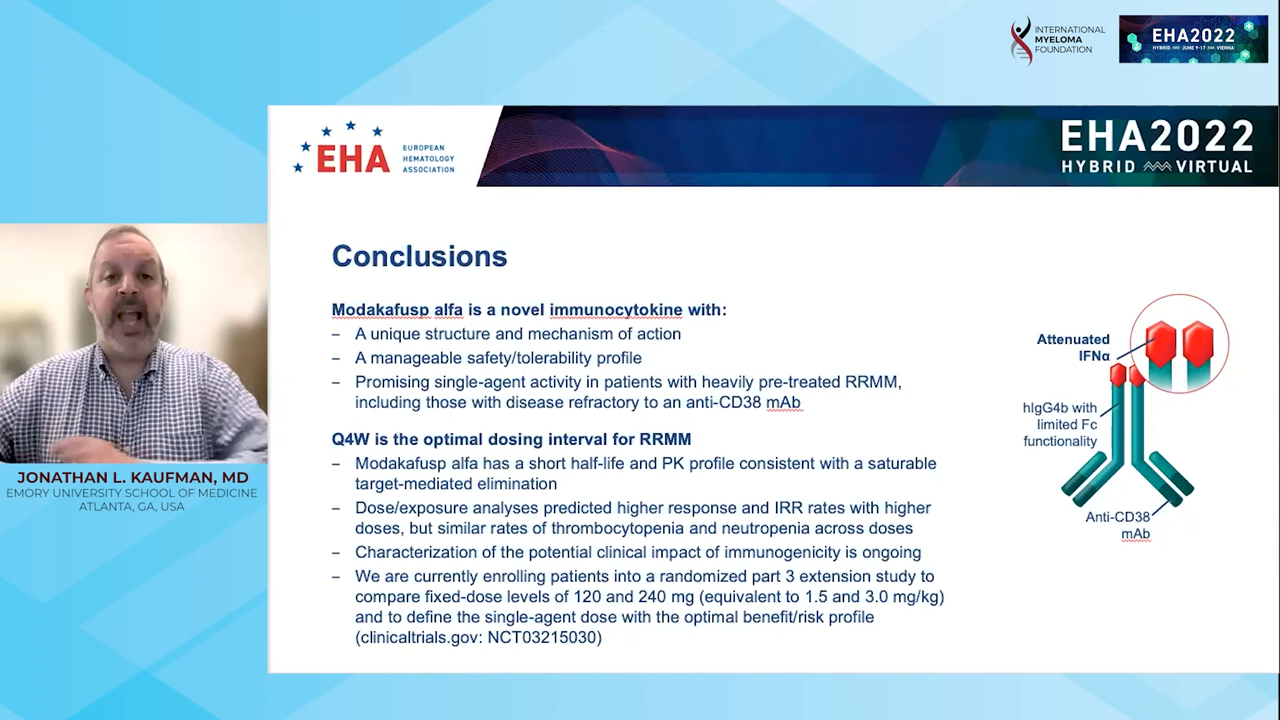 INTERNATIONAL
MYELOMA
FOUNDATION
EHA2022
HYBRID JUNE 9-17 VIENNA
EHA
EUROPEAN
HEMATOLOGY
ASSOCIATION
EHA2022
HYBRID VIRTUAL
Conclusions
Modakafusp alfa is a novel immunocytokine with:
– A unique structure and mechanism of action
– A manageable safety/tolerability profile
– Promising single-agent activity in patients with heavily pre-treated RRMM,
including those with disease refractory to an anti-CD38 mAb
Q4W is the optimal dosing interval for RRMM
– Modakafusp alfa has a short half-life and PK profile consistent with a saturable
target-mediated elimination
– Dose/exposure analyses predicted higher response and IRR rates with higher
doses, but similar rates of thrombocytopenia and neutropenia across doses
– Characterization of the potential clinical impact of immunogenicity is ongoing
– We are currently enrolling patients into a randomized part 3 extension study to
compare fixed-dose levels of 120 and 240 mg (equivalent to 1.5 and 3.0 mg/kg)
and to define the single-agent dose with the optimal benefit/risk profile
(clinicaltrials.gov: NCT03215030)
Attenuated
IFNα
hIgG4b with
limited Fc
functionality
Anti-CD38
mAb
JONATHAN L. KAUFMAN, MD
EMORY UNIVERSITY SCHOOL OF MEDICINE
ATLANTA, GA, USA